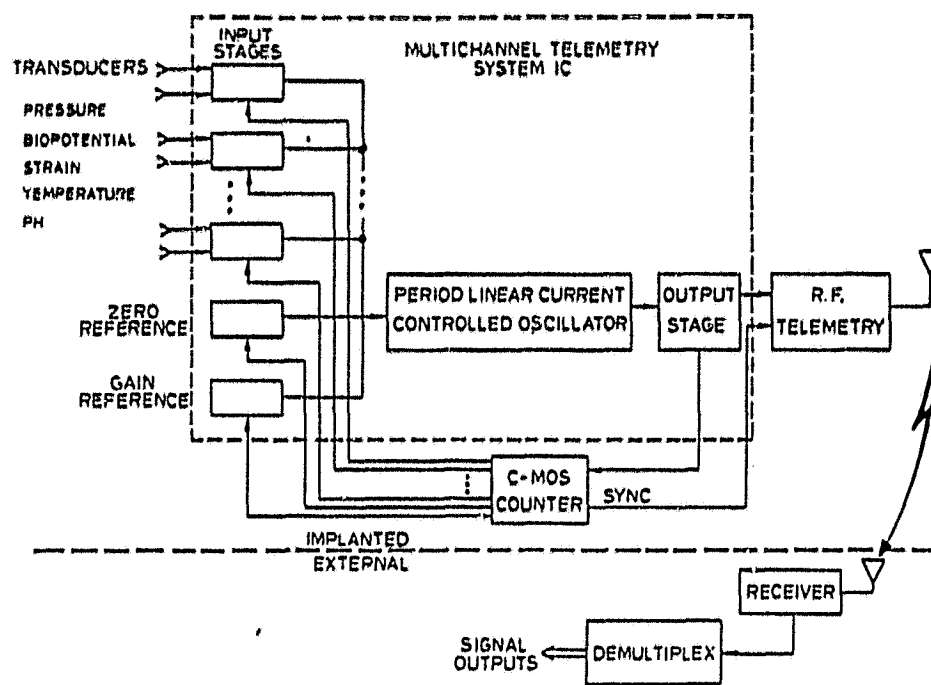 INPUT
STAGES
MULTICHANNEL TELEMETRY
SYSTEM IC
TRANSDUCERS
PRESSURE
BIOPOTENTIAL
STRAIN
TEMPERATURE
PH
ZERO
REFERENCE
GAIN
REFERENCE
PERIOD LINEAR CURRENT
CONTROLLED OSCILLATOR
OUTPUT
STAGE
R.F.
TELEMETRY
C-MOS
COUNTER
SYNC
IMPLANTED
EXTERNAL
RECEIVER
SIGNAL
OUTPUTS
DEMULTIPLEX